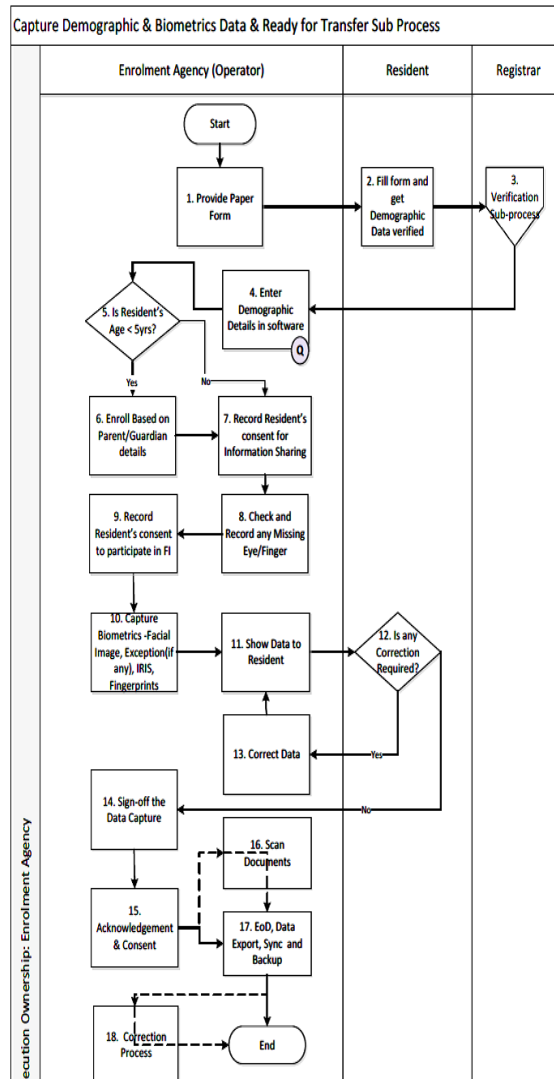 Capture Demographic & Biometrics Data & Ready for Transfer Sub Process
Enrolment Agency (Operator)
Resident
Registrar
Start
1. Provide Paper
Form
2. Fill form and
get
Demographic
Data verified
3.
Verification
Sub-process
4. Enter
Demographic
Details in software
Q
5. Is Resident's
Age < 5yrs?
Yes
No
6. Enroll Based on
Parent/Guardian
details
7. Record Resident's
consent for
Information Sharing
9. Record
Resident's consent
to participate in FI
8. Check and
Record any Missing
Eye/Finger
10. Capture
Biometrics -Facial
Image, Exception(if
any), IRIS,
Fingerprints
11. Show Data to
Resident
12. Is any
Correction
Required?
13. Correct Data
Yes
14. Sign-off the
Data Capture
No
16. Scan
Documents
15.
Acknowledgement
& Consent
17. EoD, Data
Export, Sync and
Backup
18. Correction
Process
End
ecution Ownership: Enrolment Agency